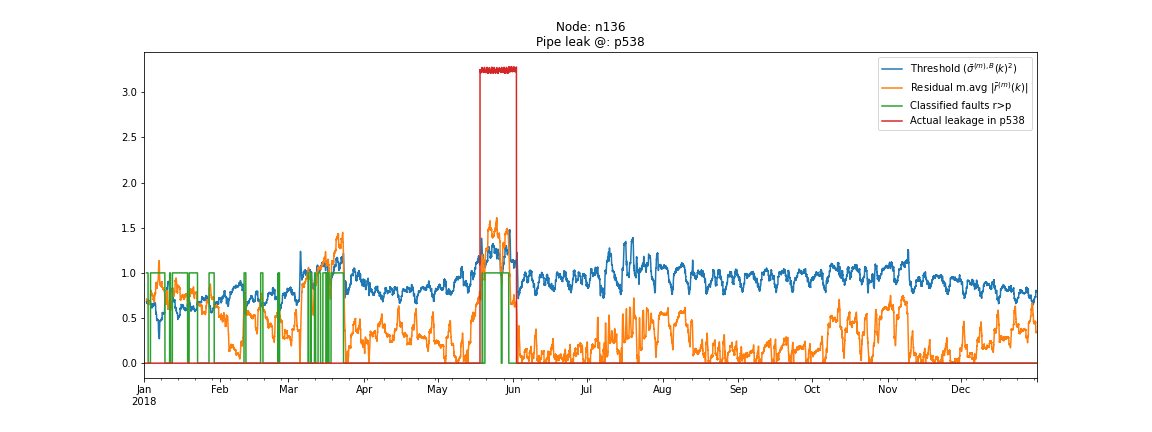 Node: n136
Pipe leak @: p538
Threshold (σ̄^(m),B(k)²)
Residual m.avg |r̄^(m)(k)|
Classified faults r>p
Actual leakage in p538
3.0
2.5
2.0
1.5
1.0
0.5
0.0
Jan Feb Mar Apr May Jun Jul Aug Sep Oct Nov Dec
2018